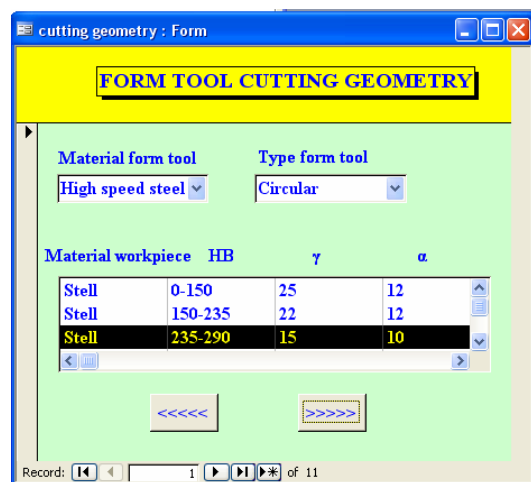 cutting geometry : Form
FORM TOOL CUTTING GEOMETRY
Material form tool Type form tool
High speed steel Circular
Material workpiece HB γ α
Stell 0-150 25 12
Stell 150-235 22 12
Stell 235-290 15 10
<<<<< >>>>>
Record: 1 of 11